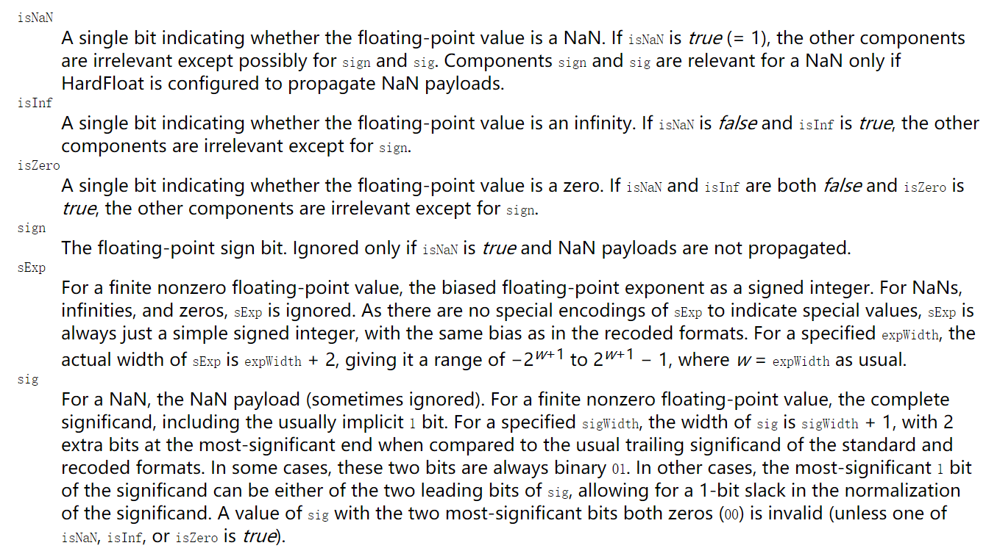 isNaN
A single bit indicating whether the floating-point value is a NaN. If isNaN is true (= 1), the other components
are irrelevant except possibly for sign and sig. Components sign and sig are relevant for a NaN only if
HardFloat is configured to propagate NaN payloads.
isInf
A single bit indicating whether the floating-point value is an infinity. If isNaN is false and isInf is true, the other
components are irrelevant except for sign.
isZero
A single bit indicating whether the floating-point value is a zero. If isNaN and isInf are both false and isZero is
true, the other components are irrelevant except for sign.
sign
The floating-point sign bit. Ignored only if isNaN is true and NaN payloads are not propagated.
sExp
For a finite nonzero floating-point value, the biased floating-point exponent as a signed integer. For NaNs,
infinities, and zeros, sExp is ignored. As there are no special encodings of sExp to indicate special values, sExp is
always just a simple signed integer, with the same bias as in the recoded formats. For a specified expWidth, the
actual width of sExp is expWidth + 2, giving it a range of −2^w+1 to 2^w+1 − 1, where w = expWidth as usual.
sig
For a NaN, the NaN payload (sometimes ignored). For a finite nonzero floating-point value, the complete
significand, including the usually implicit 1 bit. For a specified sigWidth, the width of sig is sigWidth + 1, with 2
extra bits at the most-significant end when compared to the usual trailing significand of the standard and
recoded formats. In some cases, these two bits are always binary 01. In other cases, the most-significant 1 bit
of the significand can be either of the two leading bits of sig, allowing for a 1-bit slack in the normalization
of the significand. A value of sig with the two most-significant bits both zeros (00) is invalid (unless one of
isNaN, isInf, or isZero is true).